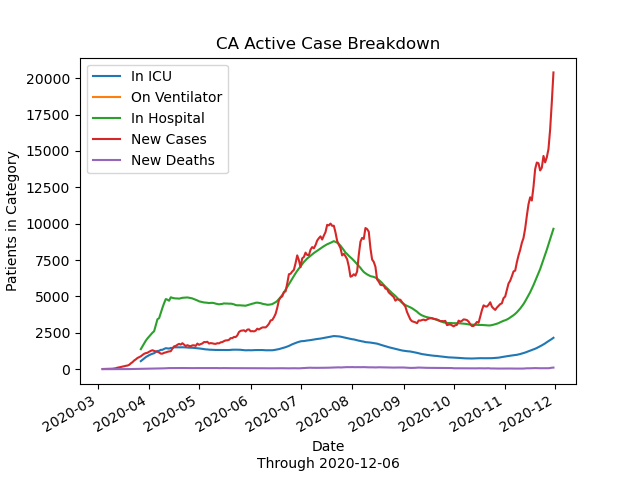 CA Active Case Breakdown
In ICU
On Ventilator
In Hospital
New Cases
New Deaths
Patients in Category
20000
17500
15000
12500
10000
7500
5000
2500
0
2020-03
2020-04
2020-05
2020-06
2020-07
2020-08
2020-09
2020-10
2020-11
2020-12
Date
Through 2020-12-06